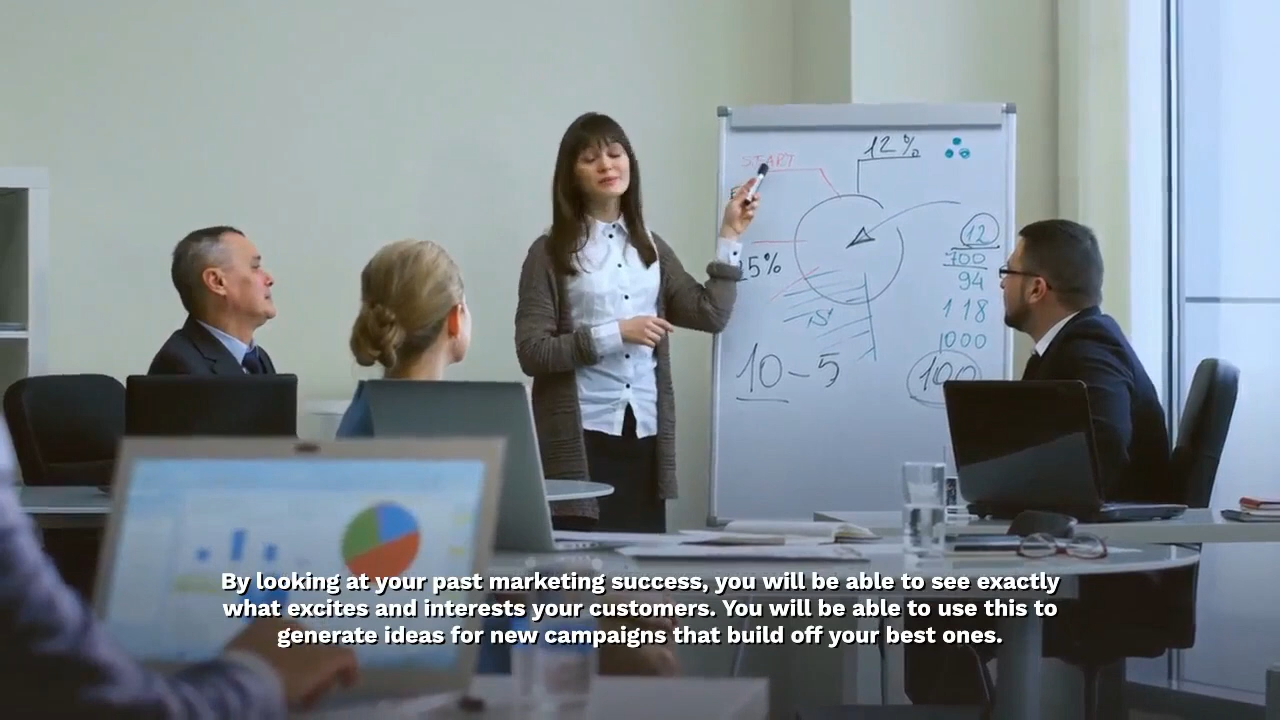 START
12%
5%
12
700
94
118
1000
10-5
100
By looking at your past marketing success, you will be able to see exactly
what excites and interests your customers. You will be able to use this to
generate ideas for new campaigns that build off your best ones.